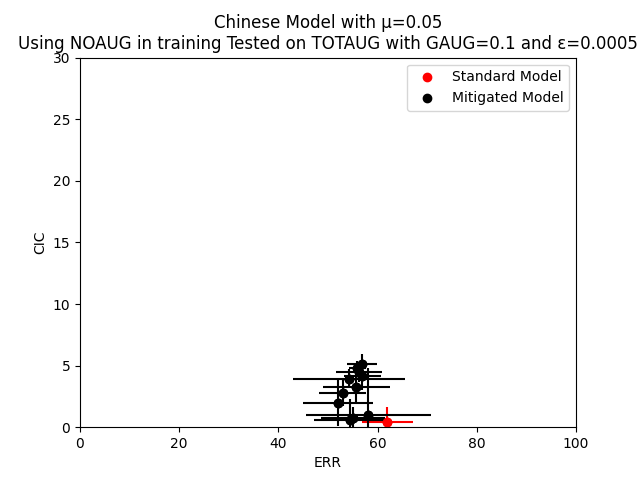 Chinese Model with μ=0.05
Using NOAUG in training Tested on TOTAUG with GAUG=0.1 and ε=0.0005
Standard Model
Mitigated Model
30
25
20
15
10
5
0
CIC
0 20 40 60 80 100
ERR